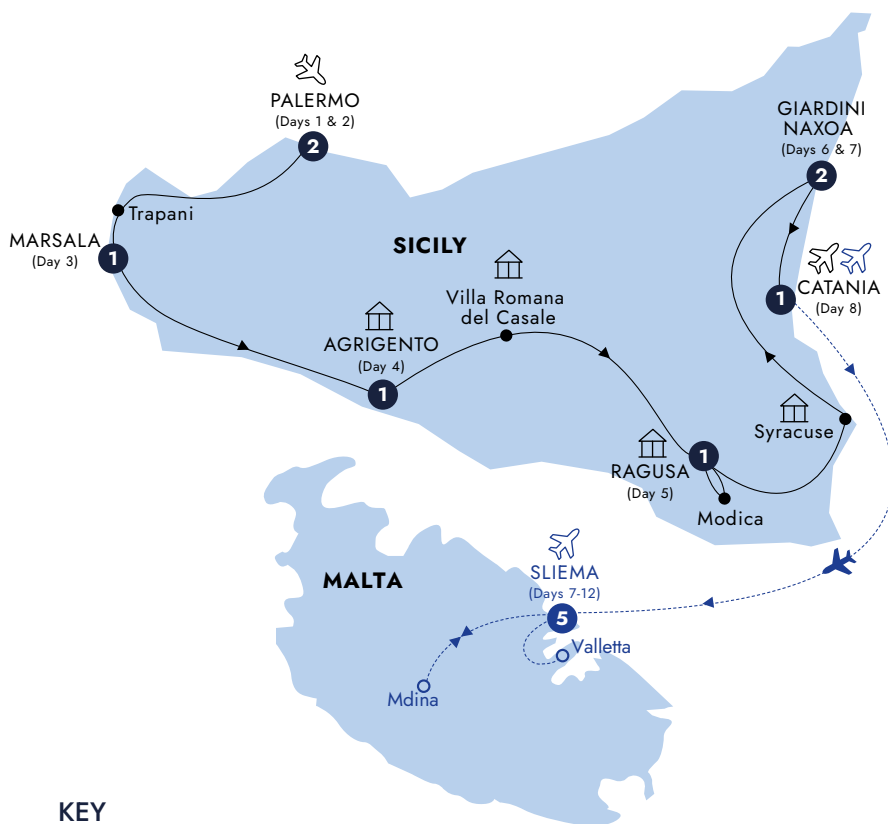 PALERMO
(Days 1 & 2)
2
GIARDINI
NAXOA
(Days 6 & 7)
2
Trapani
MARSALA
(Day 3)
1
SICILY
Villa Romana
del Casale
CATANIA
(Day 8)
1
AGRIGENTO
(Day 4)
1
Syracuse
RAGUSA
(Day 5)
1
Modica
MALTA
SLIEMA
(Days 7-12)
5
Valletta
Mdina
KEY